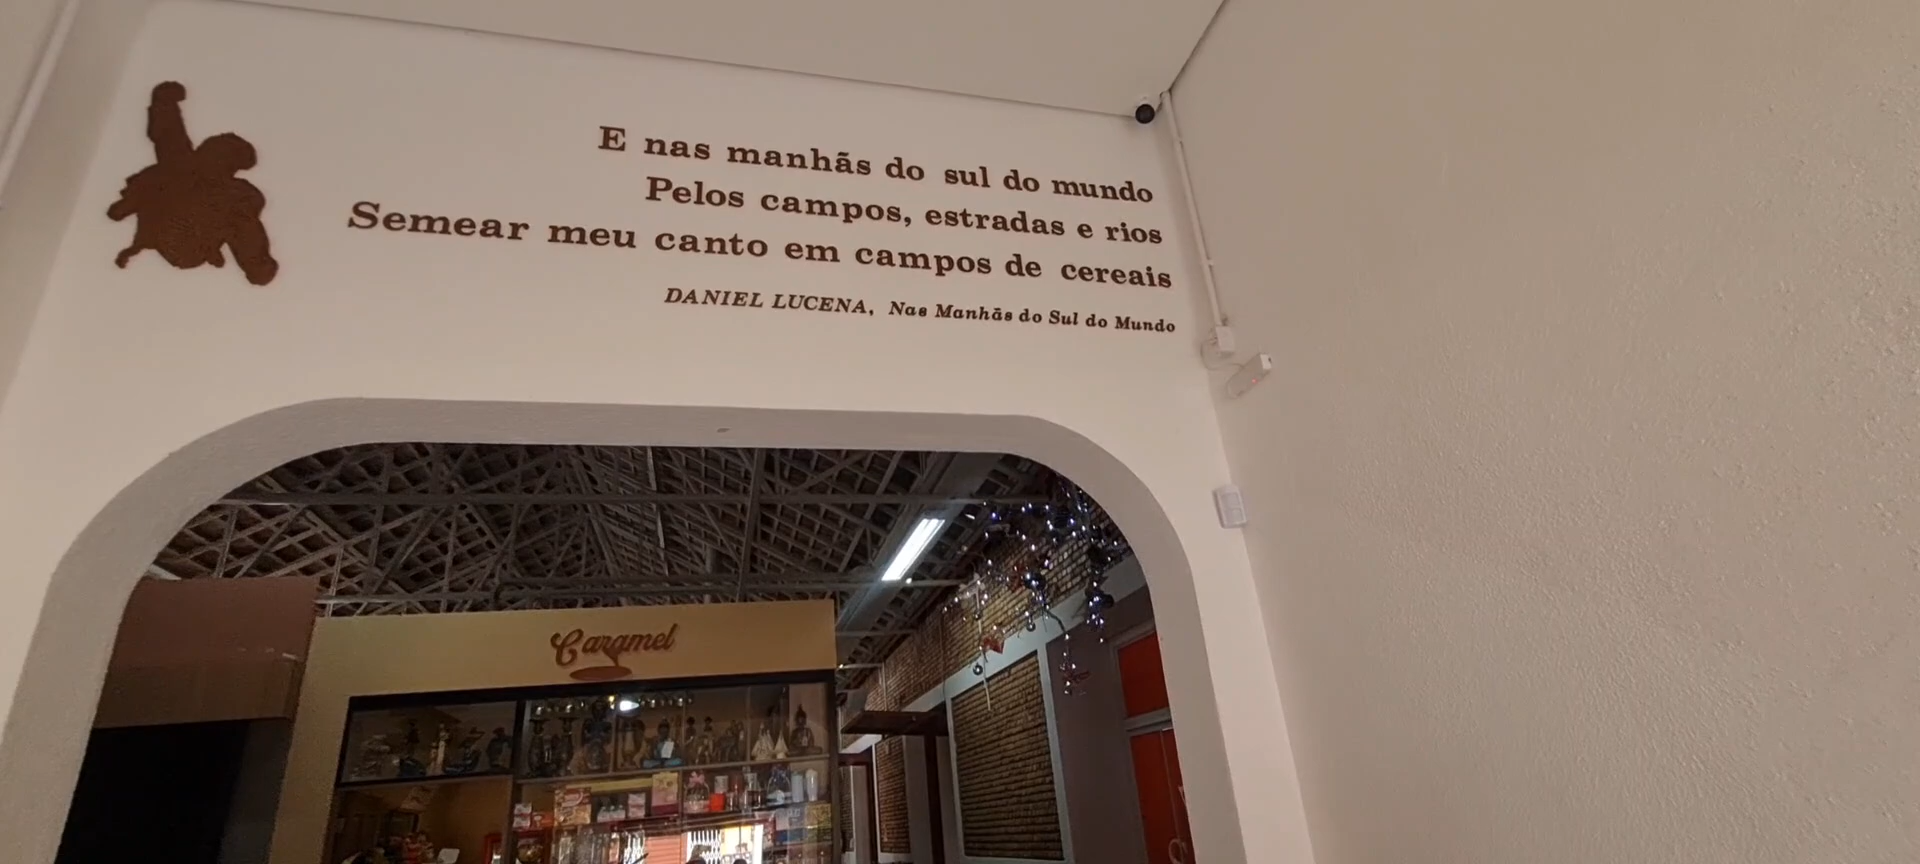 E nas manhãs do sul do mundo
Pelos campos, estradas e rios
Semear meu canto em campos de cereais
DANIEL LUCENA, Nas Manhãs do Sul do Mundo
Caramel